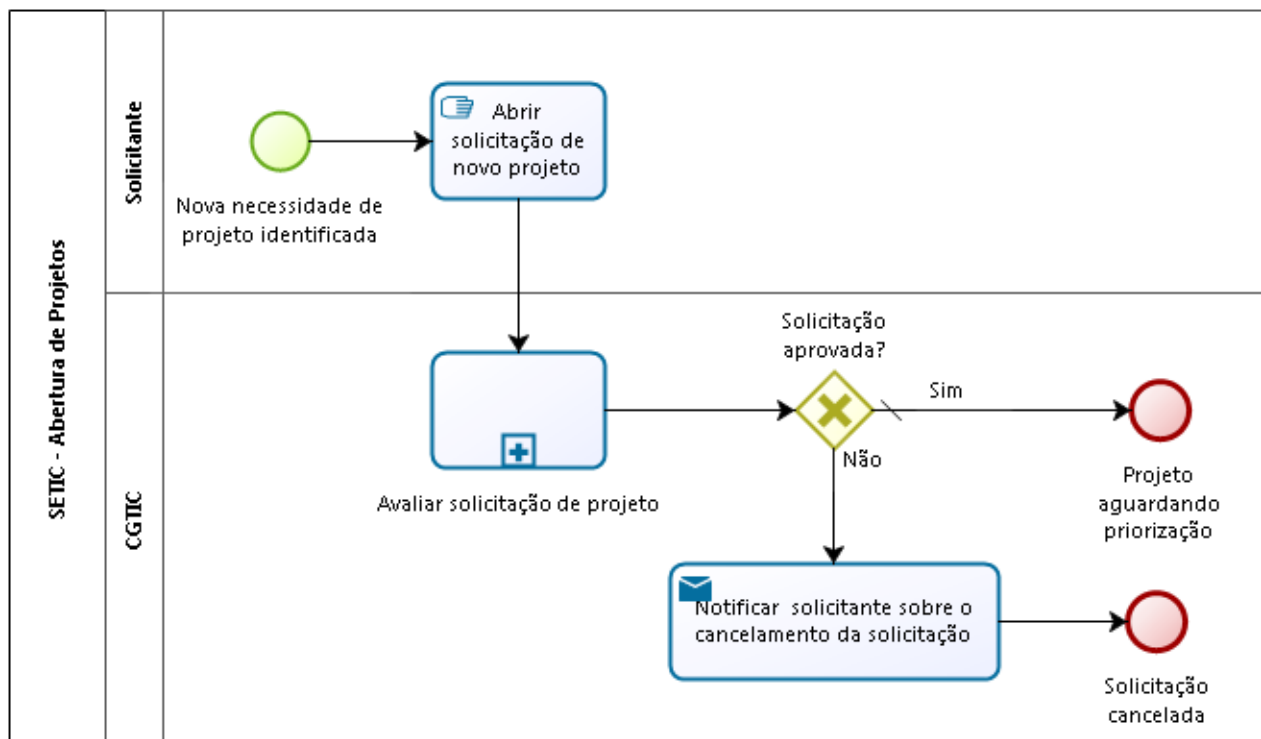 SETIC - Abertura de Projetos
Solicitante
Nova necessidade de
projeto identificada
Abrir
solicitação de
novo projeto
CGTIC
Avaliar solicitação de projeto
Solicitação
aprovada?
Sim
Não
Projeto
aguardando
priorização
Notificar solicitante sobre o
cancelamento da solicitação
Solicitação
cancelada